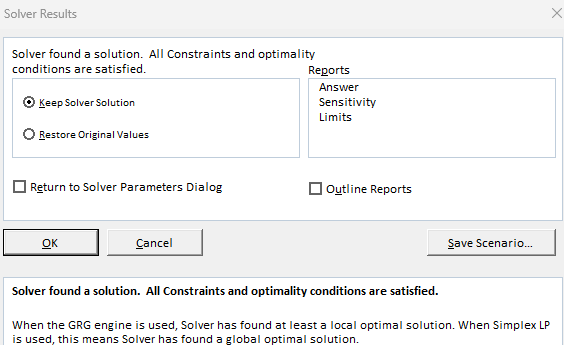 Solver Results
Solver found a solution.  All Constraints and optimality
conditions are satisfied.
Reports
Answer
Sensitivity
Limits
Keep Solver Solution
Restore Original Values
Return to Solver Parameters Dialog
Outline Reports
OK
Cancel
Save Scenario...
Solver found a solution.  All Constraints and optimality conditions are satisfied.
When the GRG engine is used, Solver has found at least a local optimal solution. When Simplex LP
is used, this means Solver has found a global optimal solution.